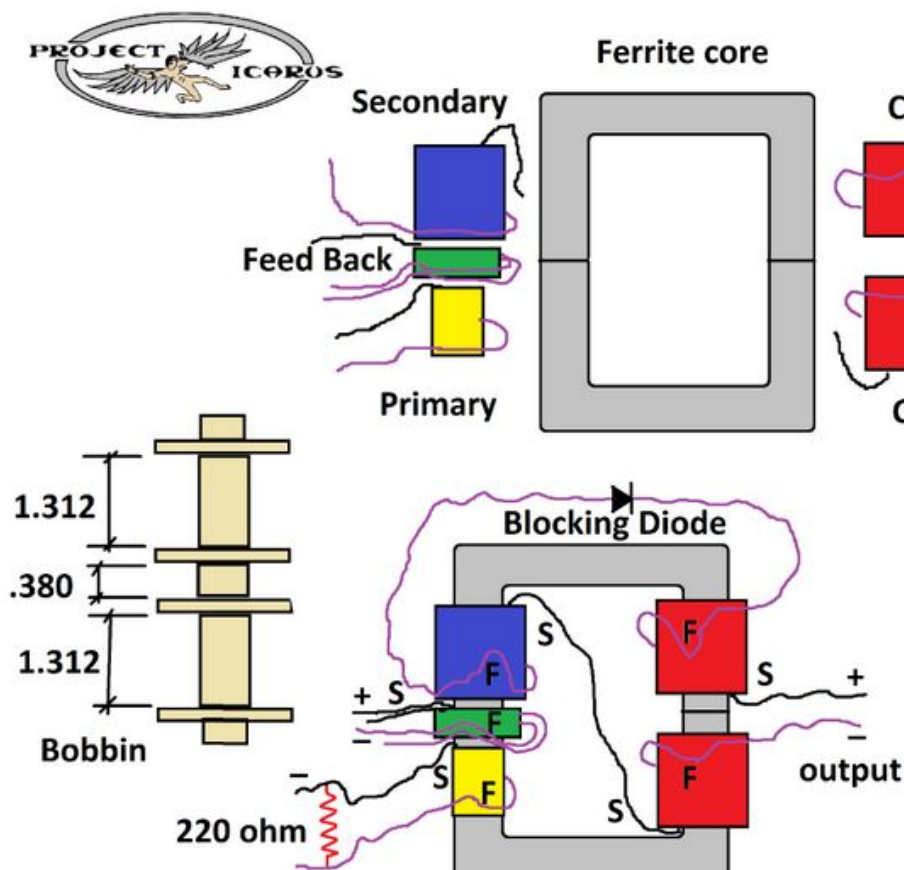 PROJECT
ICAROS
Ferrite core
Secondary
C
Feed Back
Primary
C
1.312
.380
1.312
Bobbin
Blocking Diode
S
F
F
S
+
S
+
F
–
–
F
output
–
S
F
S
220 ohm